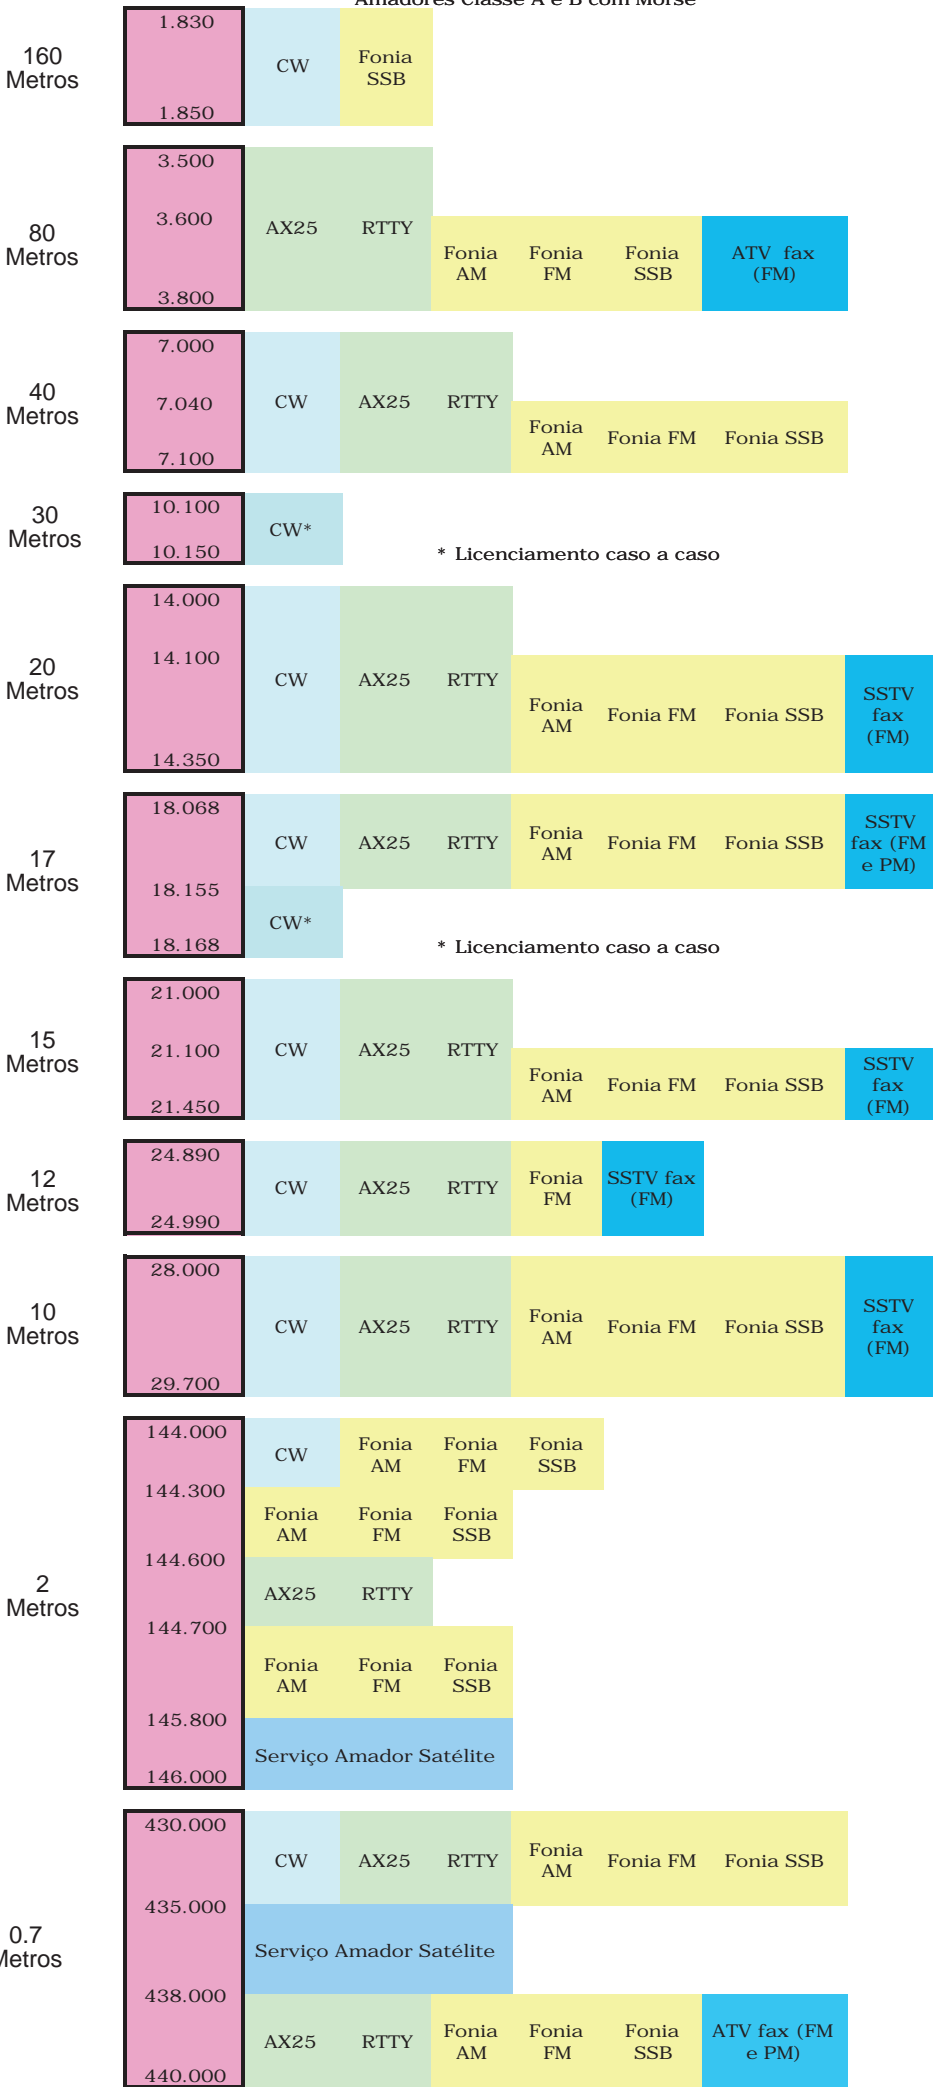 Amadores Classe A e B com Morse
160
Metros
1.830
1.850
CW
Fonia
SSB
80
Metros
3.500
3.600
3.800
AX25
RTTY
Fonia
AM
Fonia
FM
Fonia
SSB
ATV fax
(FM)
40
Metros
7.000
7.040
7.100
CW
AX25
RTTY
Fonia
AM
Fonia FM
Fonia SSB
30
Metros
10.100
10.150
CW*
* Licenciamento caso a caso
20
Metros
14.000
14.100
14.350
CW
AX25
RTTY
Fonia
AM
Fonia FM
Fonia SSB
SSTV
fax
(FM)
17
Metros
18.068
18.155
18.168
CW
AX25
RTTY
Fonia
AM
Fonia FM
Fonia SSB
SSTV
fax (FM
e PM)
CW*
* Licenciamento caso a caso
15
Metros
21.000
21.100
21.450
CW
AX25
RTTY
Fonia
AM
Fonia FM
Fonia SSB
SSTV
fax
(FM)
12
Metros
24.890
24.990
CW
AX25
RTTY
Fonia
FM
SSTV fax
(FM)
10
Metros
28.000
29.700
CW
AX25
RTTY
Fonia
AM
Fonia FM
Fonia SSB
SSTV
fax
(FM)
2
Metros
144.000
144.300
144.600
144.700
145.800
146.000
CW
Fonia
AM
Fonia
FM
Fonia
SSB
Fonia
AM
Fonia
FM
Fonia
SSB
AX25
RTTY
Fonia
AM
Fonia
FM
Fonia
SSB
Serviço Amador Satélite
0.7
Metros
430.000
435.000
438.000
440.000
CW
AX25
RTTY
Fonia
AM
Fonia FM
Fonia SSB
Serviço Amador Satélite
AX25
RTTY
Fonia
AM
Fonia
FM
Fonia
SSB
ATV fax (FM
e PM)